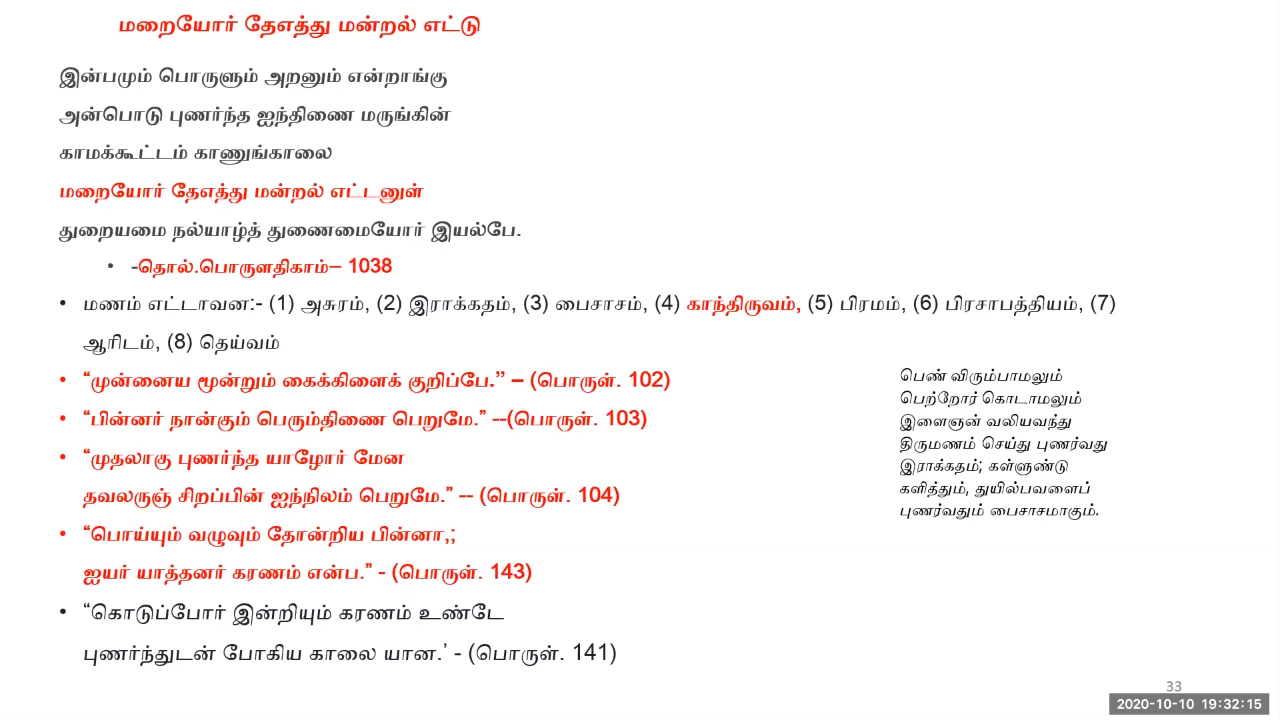 மறையோர் தேஎத்து மன்றல் எட்டு
இன்பமும் பொருளும் அறனும் என்றாங்கு
அன்பொடு புணர்ந்த ஐந்திணை மருங்கின்
காமக்கூட்டம் காணுங்காலை
மறையோர் தேஎத்து மன்றல் எட்டனுள்
துறையமை நல்யாழ்த் துணைமையோர் இயல்பே.
• -தொல்.பொருளதிகாம்– 1038
• மணம் எட்டாவன:- (1) அசுரம், (2) இராக்கதம், (3) பைசாசம், (4) காந்திருவம், (5) பிரமம், (6) பிரசாபத்தியம், (7)
ஆரிடம், (8) தெய்வம்
• “முன்னைய மூன்றும் கைக்கிளைக் குறிப்பே.” – (பொருள். 102)
• “பின்னர் நான்கும் பெரும்திணை பெறுமே.” --(பொருள். 103)
• “முதலாகு புணர்ந்த யாழோர் மேன
தவலருஞ் சிறப்பின் ஐந்நிலம் பெறுமே.” -- (பொருள். 104)
• “பொய்யும் வழுவும் தோன்றிய பின்னா,;
ஐயர் யாத்தனர் கரணம் என்ப.” - (பொருள். 143)
• “கொடுப்போர் இன்றியும் கரணம் உண்டே
புணர்ந்துடன் போகிய காலை யான.’ - (பொருள். 141)
பெண் விரும்பாமலும்
பெற்றோர் கொடாமலும்
இளைஞன் வலியவந்து
திருமணம் செய்து புணர்வது
இராக்கதம்; கள்ளுண்டு
களித்தும், துயில்பவளைப்
புணர்வதும் பைசாசமாகும்.
33
2020-10-10 19:32:15